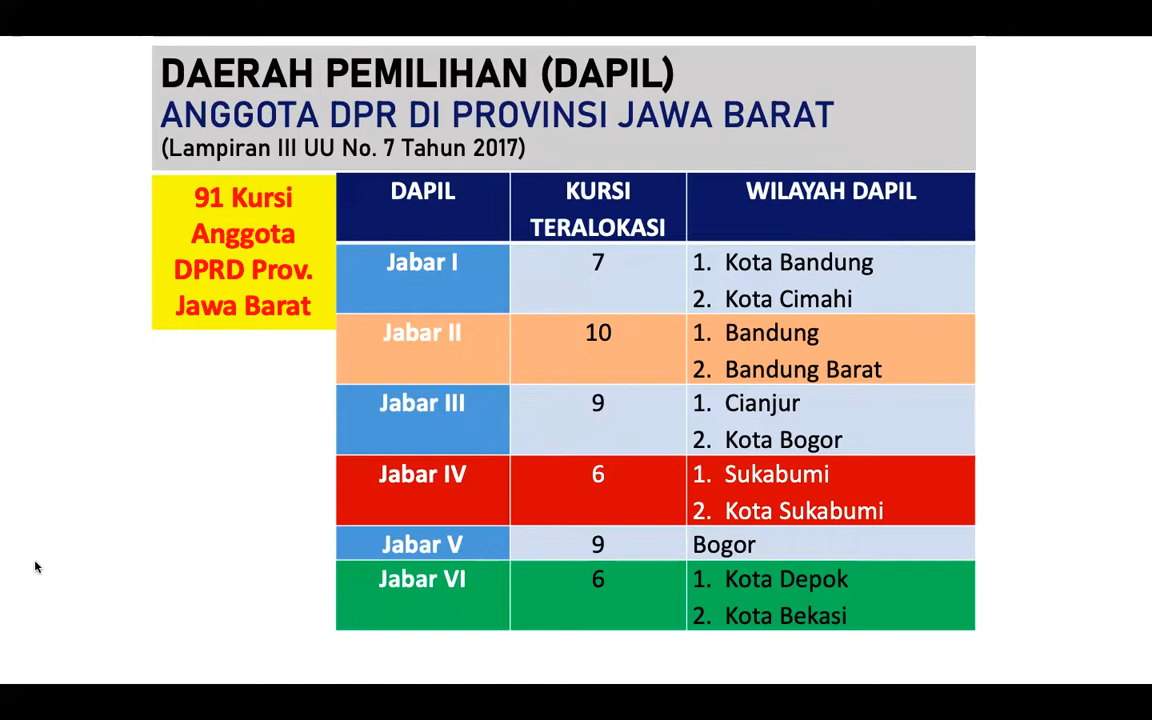 DAERAH PEMILIHAN (DAPIL)
ANGGOTA DPR DI PROVINSI JAWA BARAT
(Lampiran III UU No. 7 Tahun 2017)
91 Kursi
Anggota
DPRD Prov.
Jawa Barat
DAPIL KURSI TERALOKASI WILAYAH DAPIL
Jabar I 7 1. Kota Bandung
2. Kota Cimahi
Jabar II 10 1. Bandung
2. Bandung Barat
Jabar III 9 1. Cianjur
2. Kota Bogor
Jabar IV 6 1. Sukabumi
2. Kota Sukabumi
Jabar V 9 Bogor
Jabar VI 6 1. Kota Depok
2. Kota Bekasi